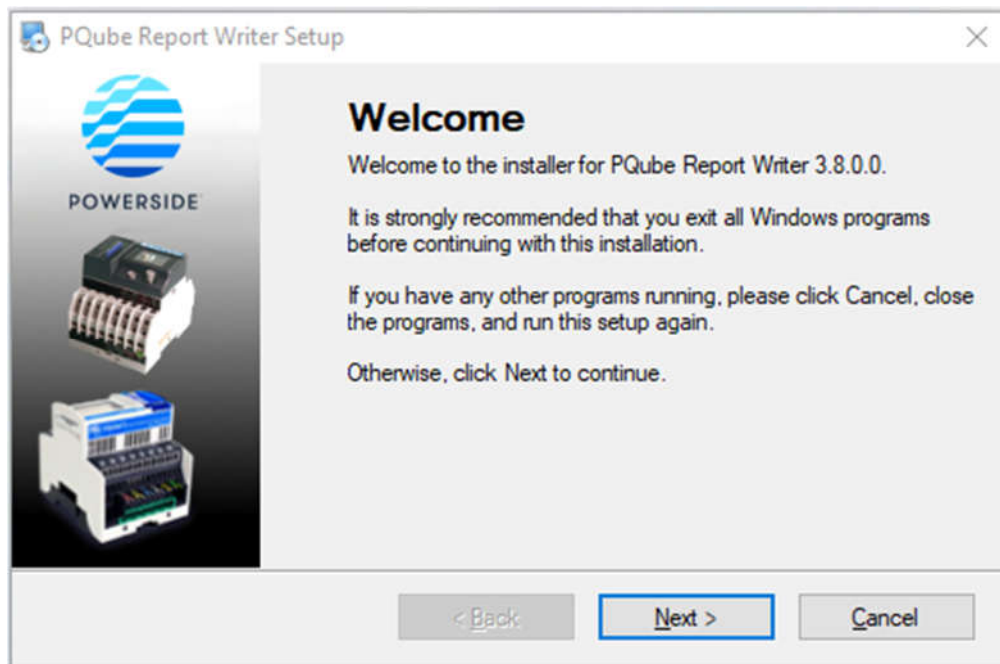 PQube Report Writer Setup
POWERSIDE
Welcome
Welcome to the installer for PQube Report Writer 3.8.0.0.
It is strongly recommended that you exit all Windows programs
before continuing with this installation.
If you have any other programs running, please click Cancel, close
the programs, and run this setup again.
Otherwise, click Next to continue.
< Back
Next >
Cancel